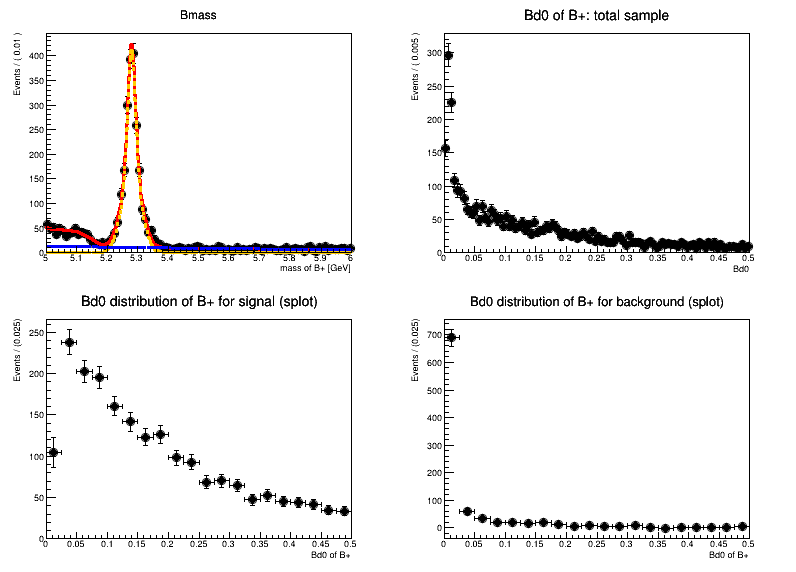 Bmass
Events / ( 0.01 )
400
350
300
250
200
150
100
50
0
5 5.1 5.2 5.3 5.4 5.5 5.6 5.7 5.8 5.9 6
mass of B+ [GeV]
Bd0 of B+: total sample
Events / ( 0.005 )
300
250
200
150
100
50
0
0 0.05 0.1 0.15 0.2 0.25 0.3 0.35 0.4 0.45 0.5
Bd0
Bd0 distribution of B+ for signal (splot)
Events / (0.025)
250
200
150
100
50
0
0 0.05 0.1 0.15 0.2 0.25 0.3 0.35 0.4 0.45 0.5
Bd0 of B+
Bd0 distribution of B+ for background (splot)
Events / (0.025)
700
600
500
400
300
200
100
0
0 0.05 0.1 0.15 0.2 0.25 0.3 0.35 0.4 0.45 0.5
Bd0 of B+